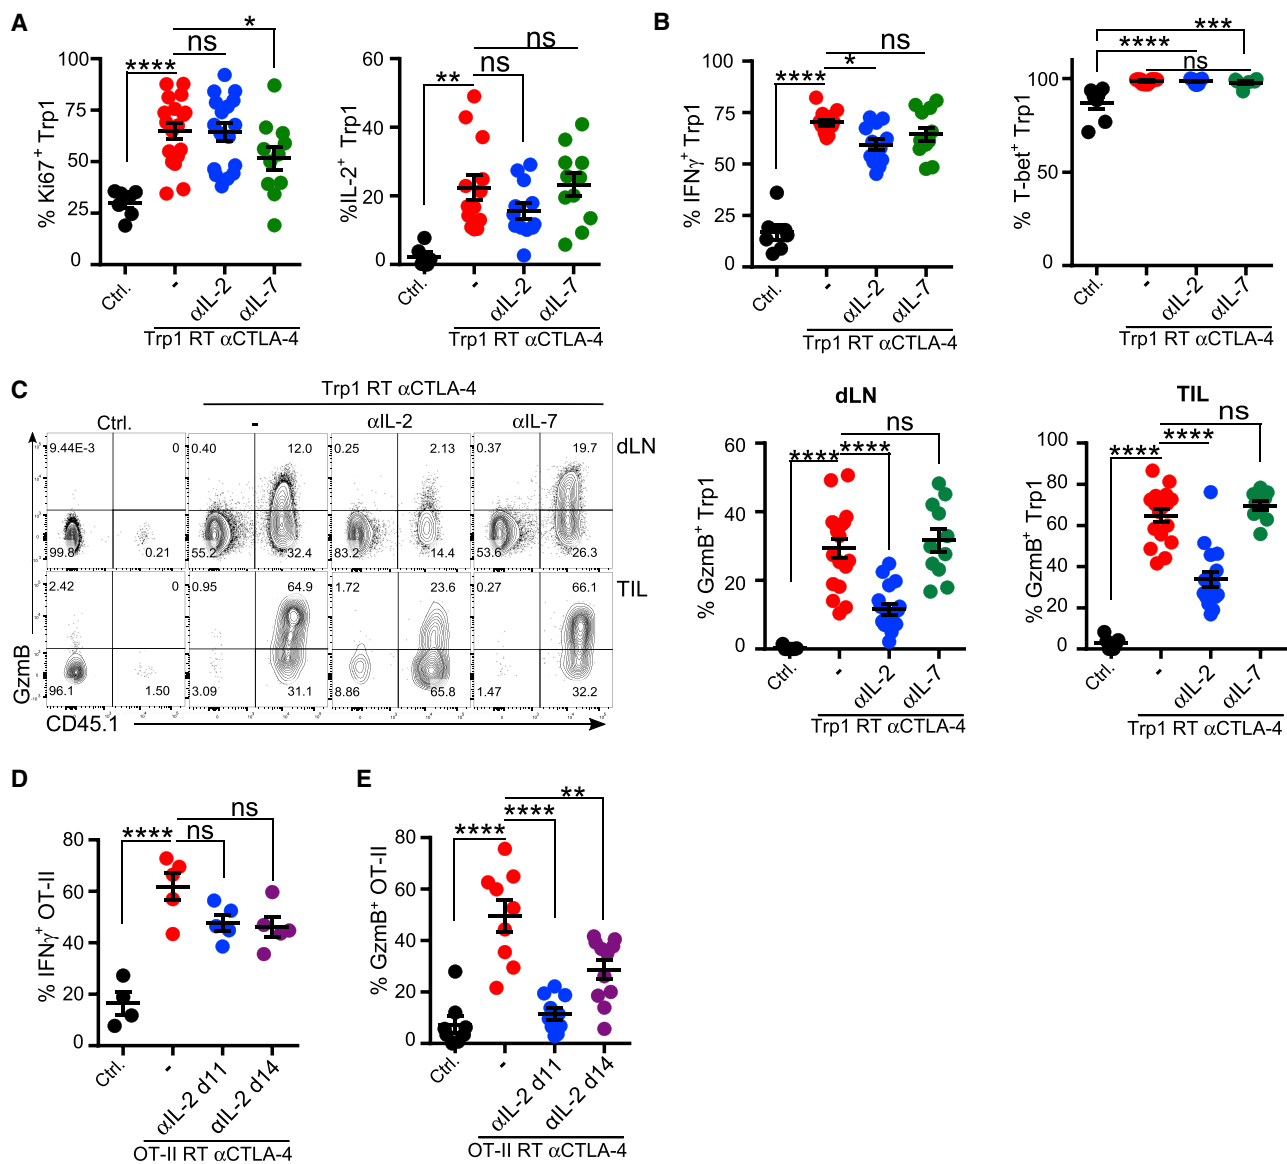 A
% Ki67+ Trp1
100
75
50
25
0
****
ns
*
Ctrl.
-
αIL-2
αIL-7
Trp1 RT αCTLA-4
%IL-2+ Trp1
60
40
20
0
**
ns
ns
Ctrl.
-
αIL-2
αIL-7
Trp1 RT αCTLA-4
B
% IFNγ+ Trp1
100
75
50
25
0
****
*
ns
Ctrl.
-
αIL-2
αIL-7
Trp1 RT αCTLA-4
% T-bet+ Trp1
100
50
0
***
****
ns
Ctrl.
-
αIL-2
αIL-7
Trp1 RT αCTLA-4
C
Trp1 RT αCTLA-4
Ctrl.
-
αIL-2
αIL-7
9.44E-3 0 0.40 12.0 0.25 2.13 0.37 19.7 dLN
99.8 0.21 55.2 32.4 83.2 14.4 53.6 26.3
2.42 0 0.95 64.9 1.72 23.6 0.27 66.1 TIL
96.1 1.50 3.09 31.1 8.86 65.8 1.47 32.2
GzmB
CD45.1
dLN
% GzmB+ Trp1
60
40
20
0
****
****
ns
Ctrl.
-
αIL-2
αIL-7
Trp1 RT αCTLA-4
TIL
% GzmB+ Trp1
100
80
60
40
20
0
****
****
ns
Ctrl.
-
αIL-2
αIL-7
Trp1 RT αCTLA-4
D
% IFNγ+ OT-II
80
60
40
20
0
****
ns
ns
Ctrl.
-
αIL-2 d11
αIL-2 d14
OT-II RT αCTLA-4
E
% GzmB+ OT-II
80
60
40
20
0
****
****
**
Ctrl.
-
αIL-2 d11
αIL-2 d14
OT-II RT αCTLA-4